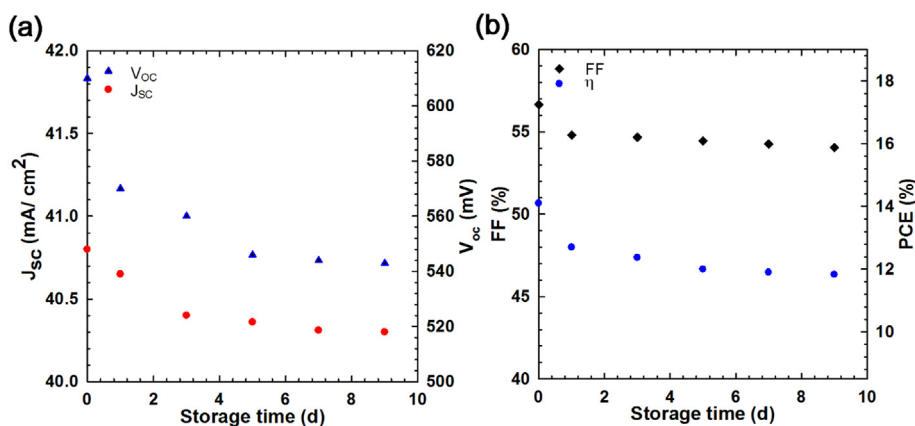 (a)
42.0
41.5
41.0
40.5
40.0
J_SC (mA/ cm²)
V_OC
J_SC
620
600
580
560
540
520
500
V_oc (mV)
0 2 4 6 8 10
Storage time (d)
(b)
60
55
50
45
40
FF (%)
FF
η
18
16
14
12
10
PCE (%)
0 2 4 6 8 10
Storage time (d)